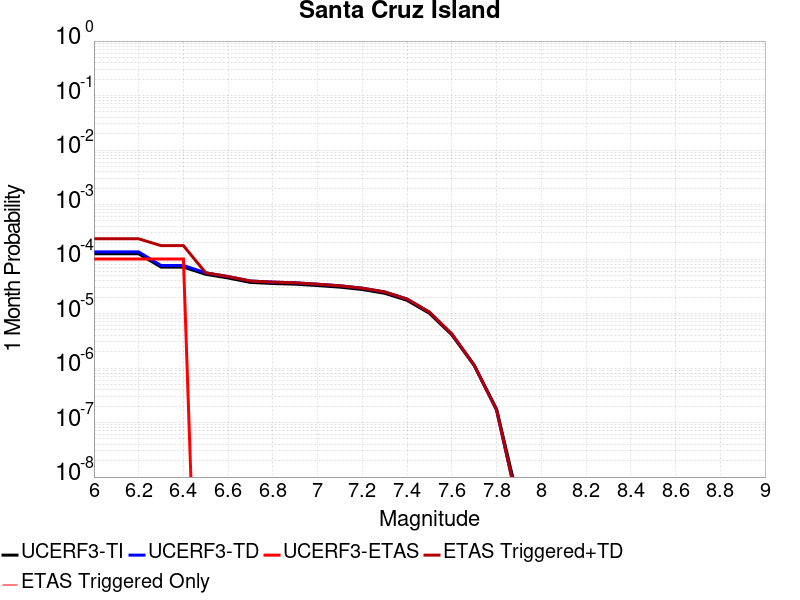 Santa Cruz Island
1 Month Probability
10^0
10^-1
10^-2
10^-3
10^-4
10^-5
10^-6
10^-7
10^-8
6 6.2 6.4 6.6 6.8 7 7.2 7.4 7.6 7.8 8 8.2 8.4 8.6 8.8 9
Magnitude
UCERF3-TI UCERF3-TD UCERF3-ETAS ETAS Triggered+TD
ETAS Triggered Only